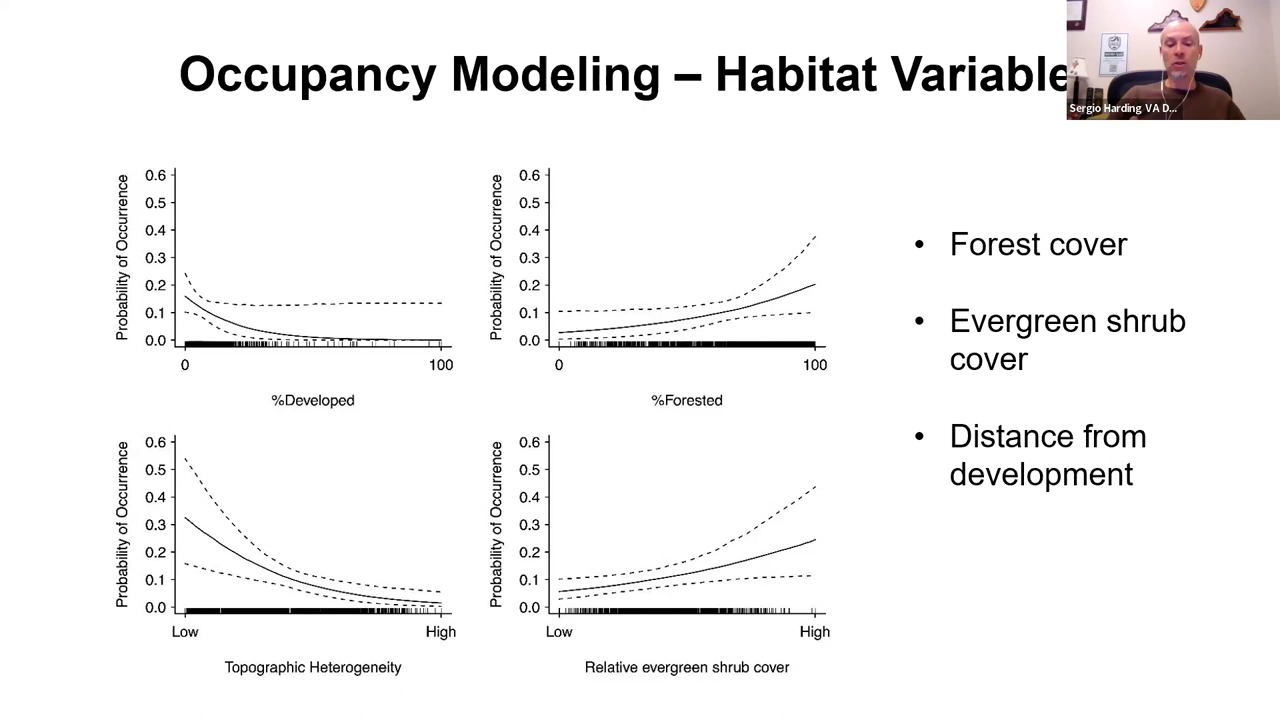 Occupancy Modeling – Habitat Variable
Sergio Harding VA D...
Probability of Occurrence
0.6
0.5
0.4
0.3
0.2
0.1
0.0
0
100
%Developed
Probability of Occurrence
0.6
0.5
0.4
0.3
0.2
0.1
0.0
0
100
%Forested
Probability of Occurrence
0.6
0.5
0.4
0.3
0.2
0.1
0.0
Low
High
Topographic Heterogeneity
Probability of Occurrence
0.6
0.5
0.4
0.3
0.2
0.1
0.0
Low
High
Relative evergreen shrub cover
• Forest cover
• Evergreen shrub
cover
• Distance from
development